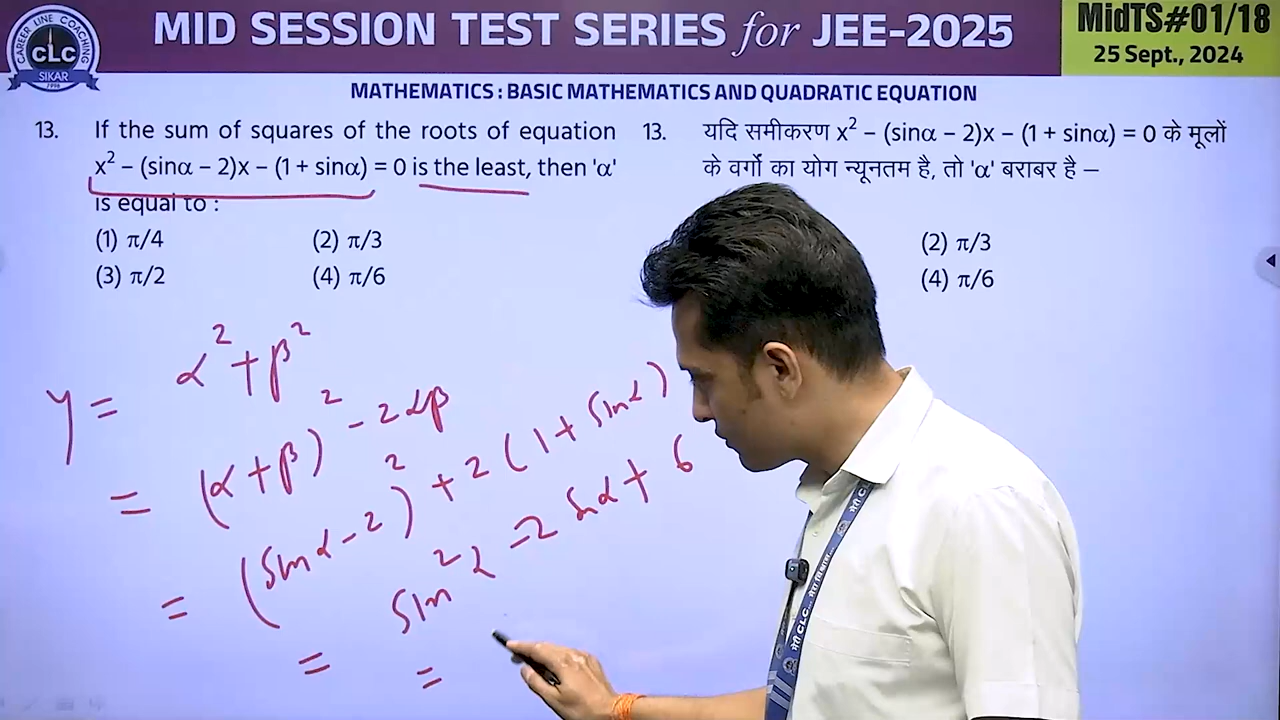 CAREER LINE COACHING
CLC
SIKAR
1996
MID SESSION TEST SERIES for JEE-2025
MidTS#01/18
25 Sept., 2024
MATHEMATICS : BASIC MATHEMATICS AND QUADRATIC EQUATION
13. If the sum of squares of the roots of equation
x² – (sinα – 2)x – (1 + sinα) = 0 is the least, then 'α'
is equal to :
(1) π/4 (2) π/3
(3) π/2 (4) π/6
13. यदि समीकरण x² – (sinα – 2)x – (1 + sinα) = 0 के मूलों
के वर्गों का योग न्यूनतम है, तो 'α' बराबर है –
(2) π/3
(4) π/6
y = α² + β²
= (α + β)² – 2αβ
= (sinα – 2)² + 2(1 + sinα)
= sin²α – 2 sinα + 6
=